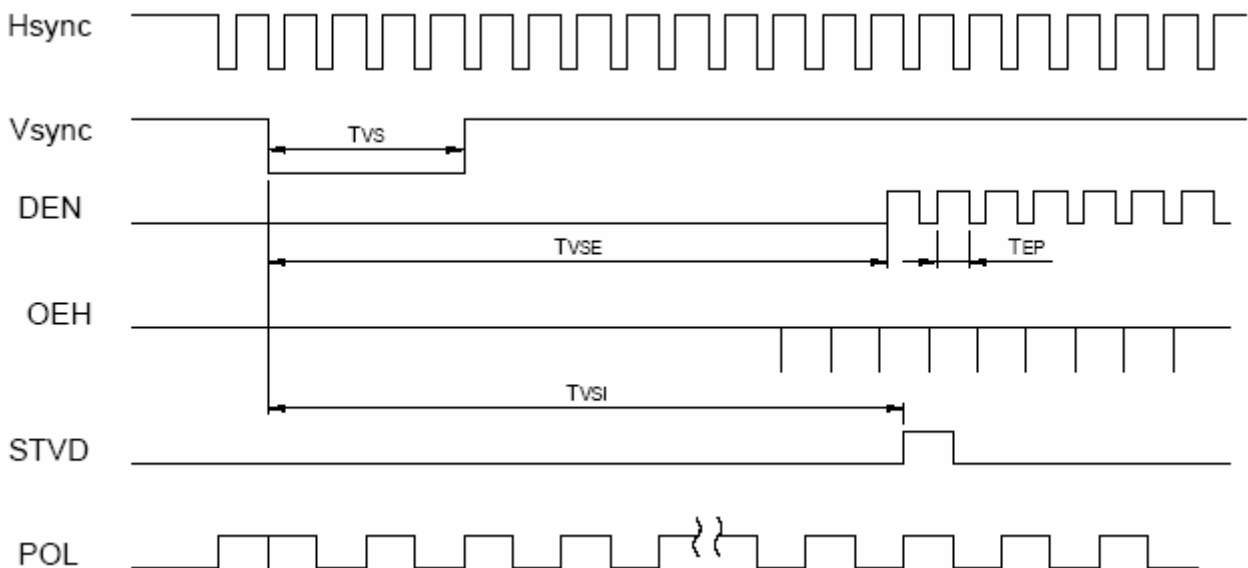 Hsync
Vsync
TVS
DEN
TVSE
TEP
OEH
TVSI
STVD
POL